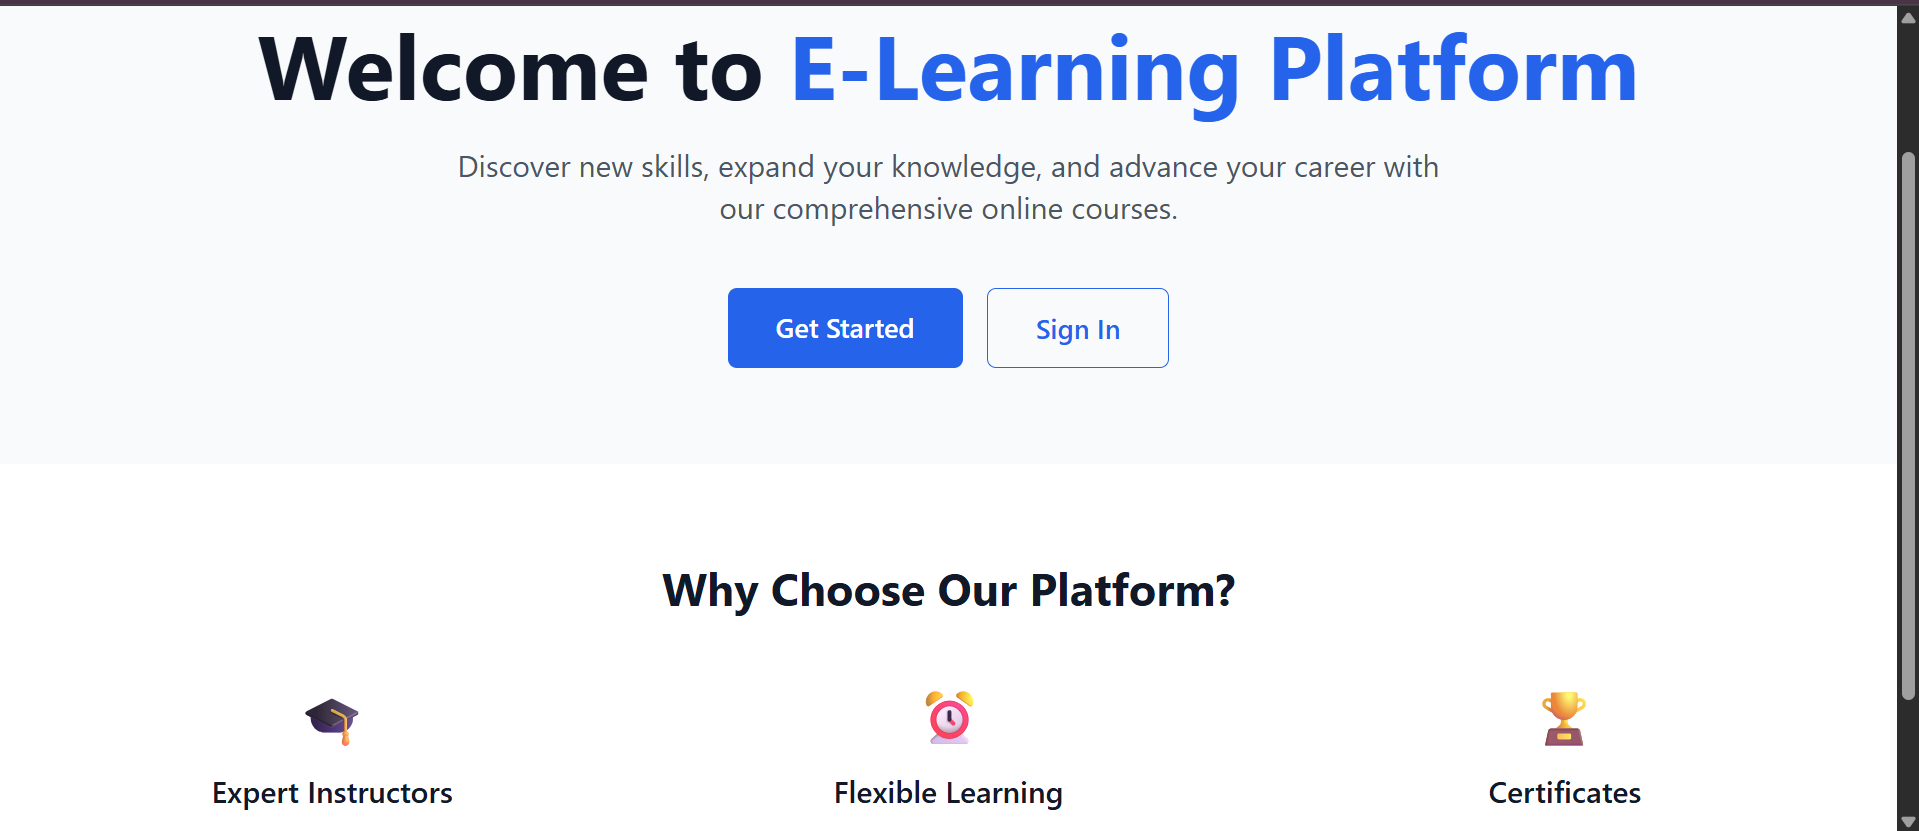 Welcome to E-Learning Platform
Discover new skills, expand your knowledge, and advance your career with
our comprehensive online courses.
Get Started
Sign In
Why Choose Our Platform?
Expert Instructors
Flexible Learning
Certificates